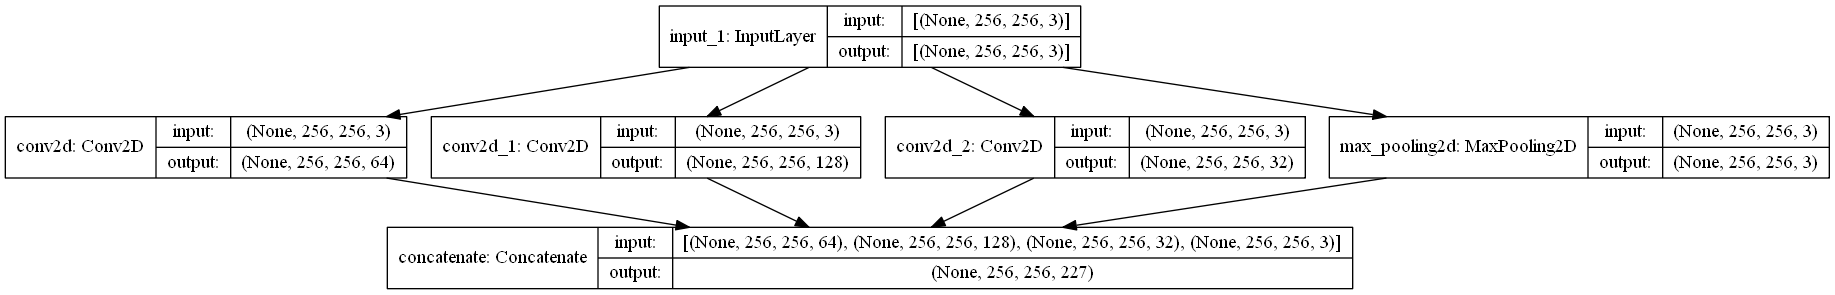 input_1: InputLayer
input:
[(None, 256, 256, 3)]
output:
[(None, 256, 256, 3)]
conv2d: Conv2D
input:
(None, 256, 256, 3)
output:
(None, 256, 256, 64)
conv2d_1: Conv2D
input:
(None, 256, 256, 3)
output:
(None, 256, 256, 128)
conv2d_2: Conv2D
input:
(None, 256, 256, 3)
output:
(None, 256, 256, 32)
max_pooling2d: MaxPooling2D
input:
(None, 256, 256, 3)
output:
(None, 256, 256, 3)
concatenate: Concatenate
input:
[(None, 256, 256, 64), (None, 256, 256, 128), (None, 256, 256, 32), (None, 256, 256, 3)]
output:
(None, 256, 256, 227)